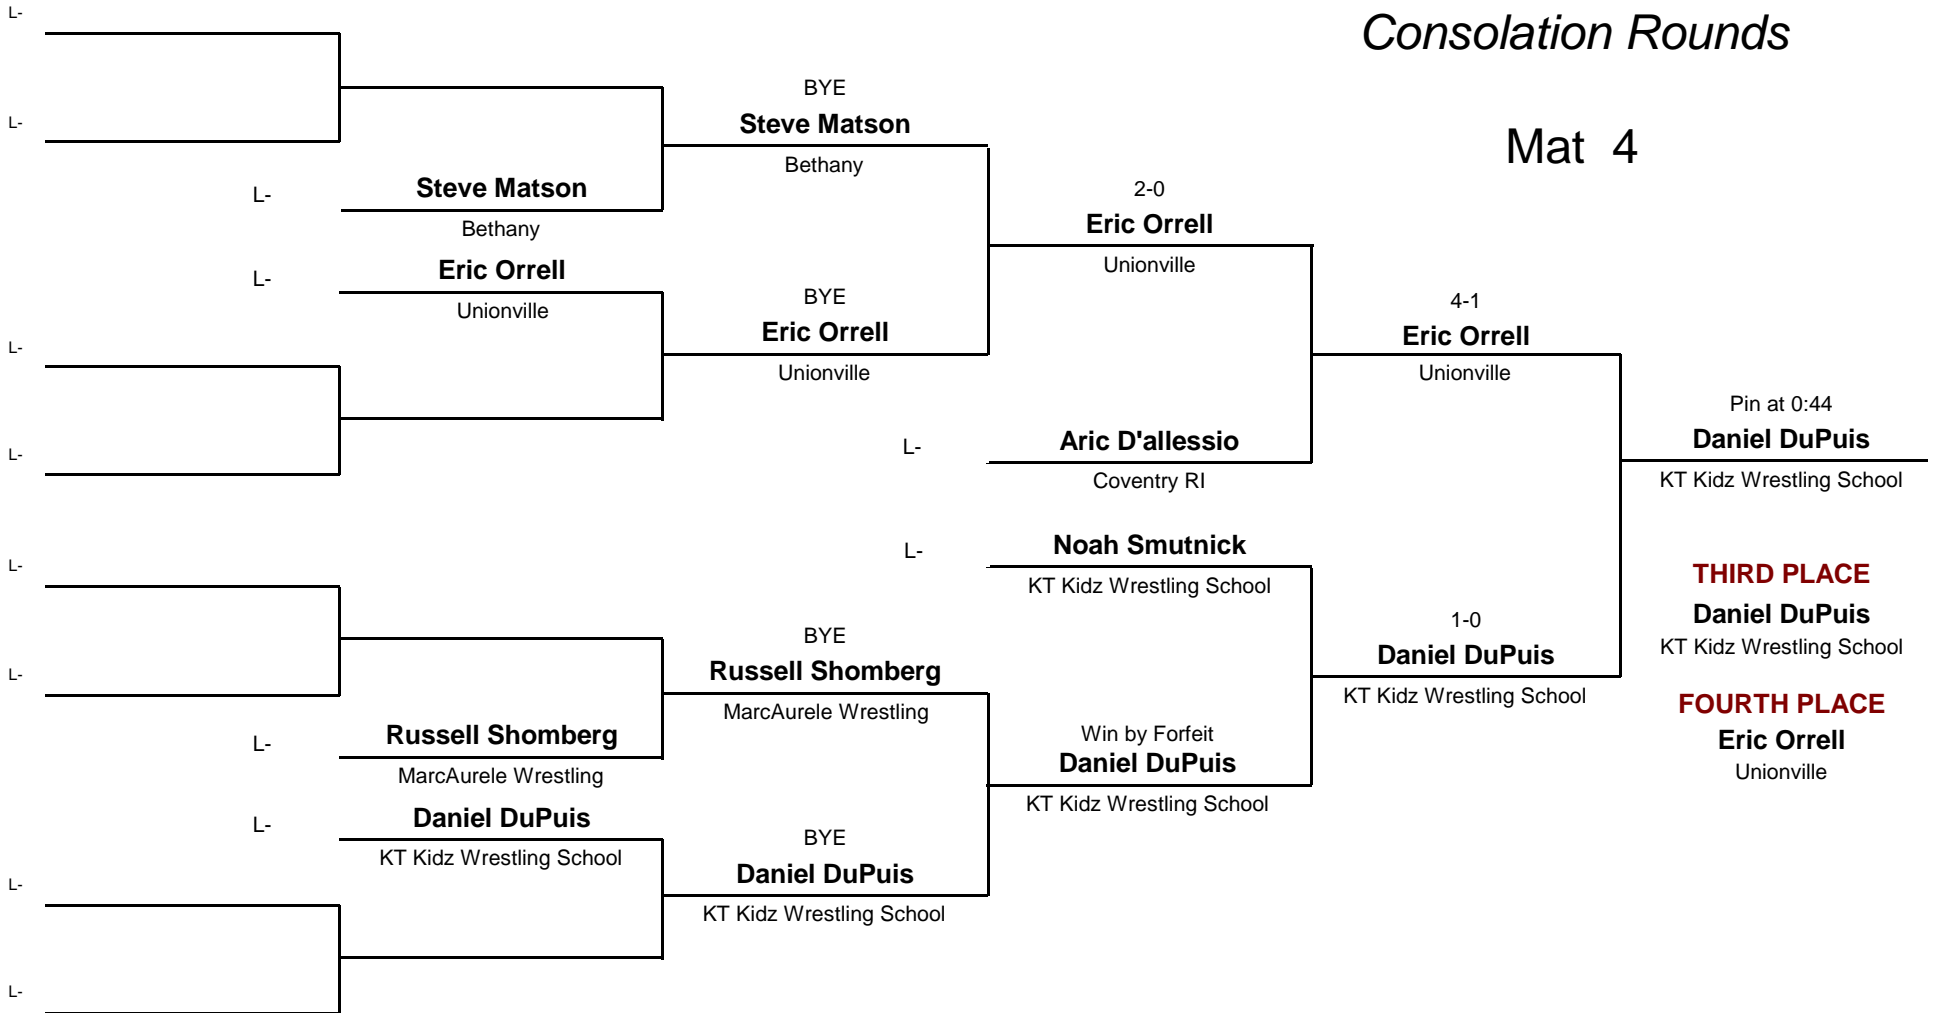 Consolation Rounds
Mat 4
L-
L-
L-
Steve Matson
Bethany
L-
Eric Orrell
Unionville
L-
L-
BYE
Steve Matson
Bethany
BYE
Eric Orrell
Unionville
2-0
Eric Orrell
Unionville
L-
Aric D'allessio
Coventry RI
4-1
Eric Orrell
Unionville
L-
L-
L-
Russell Shomberg
MarcAurele Wrestling
L-
Daniel DuPuis
KT Kidz Wrestling School
L-
L-
BYE
Russell Shomberg
MarcAurele Wrestling
BYE
Daniel DuPuis
KT Kidz Wrestling School
L-
Noah Smutnick
KT Kidz Wrestling School
Win by Forfeit
Daniel DuPuis
KT Kidz Wrestling School
1-0
Daniel DuPuis
KT Kidz Wrestling School
Pin at 0:44
Daniel DuPuis
KT Kidz Wrestling School
THIRD PLACE
Daniel DuPuis
KT Kidz Wrestling School
FOURTH PLACE
Eric Orrell
Unionville